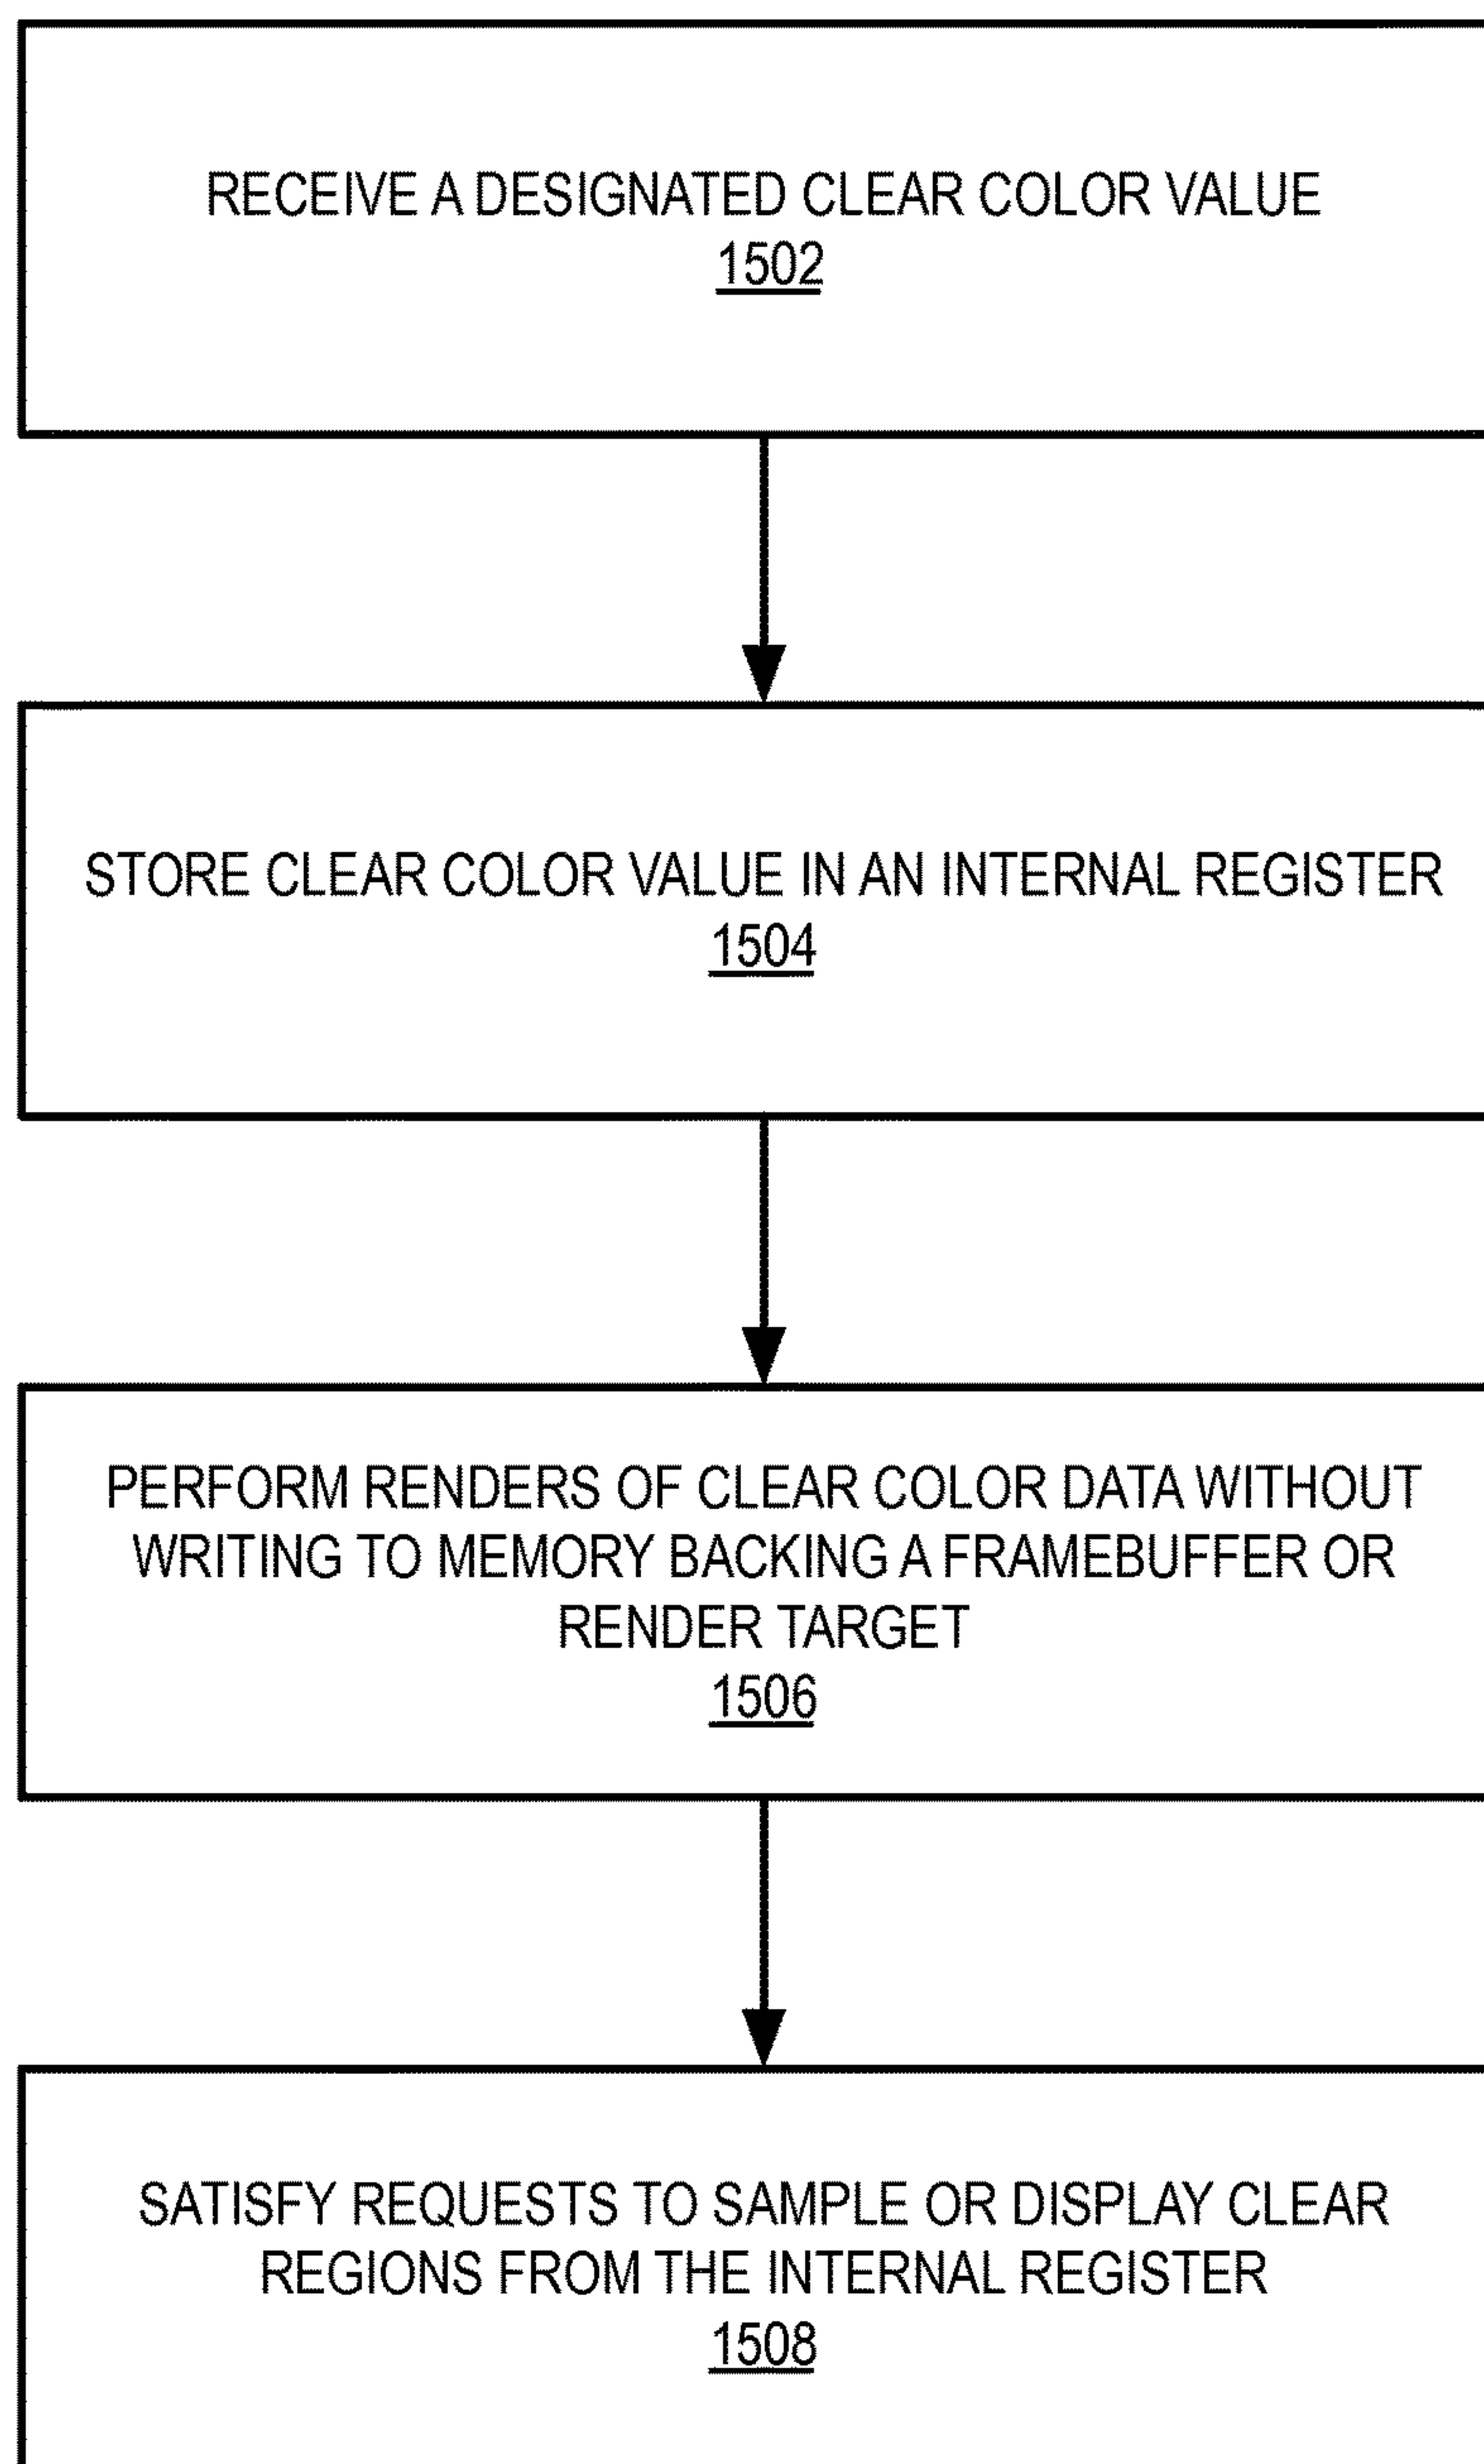 RECEIVE A DESIGNATED CLEAR COLOR VALUE
1502
STORE CLEAR COLOR VALUE IN AN INTERNAL REGISTER
1504
PERFORM RENDERS OF CLEAR COLOR DATA WITHOUT
WRITING TO MEMORY BACKING A FRAMEBUFFER OR
RENDER TARGET
1506
SATISFY REQUESTS TO SAMPLE OR DISPLAY CLEAR
REGIONS FROM THE INTERNAL REGISTER
1508